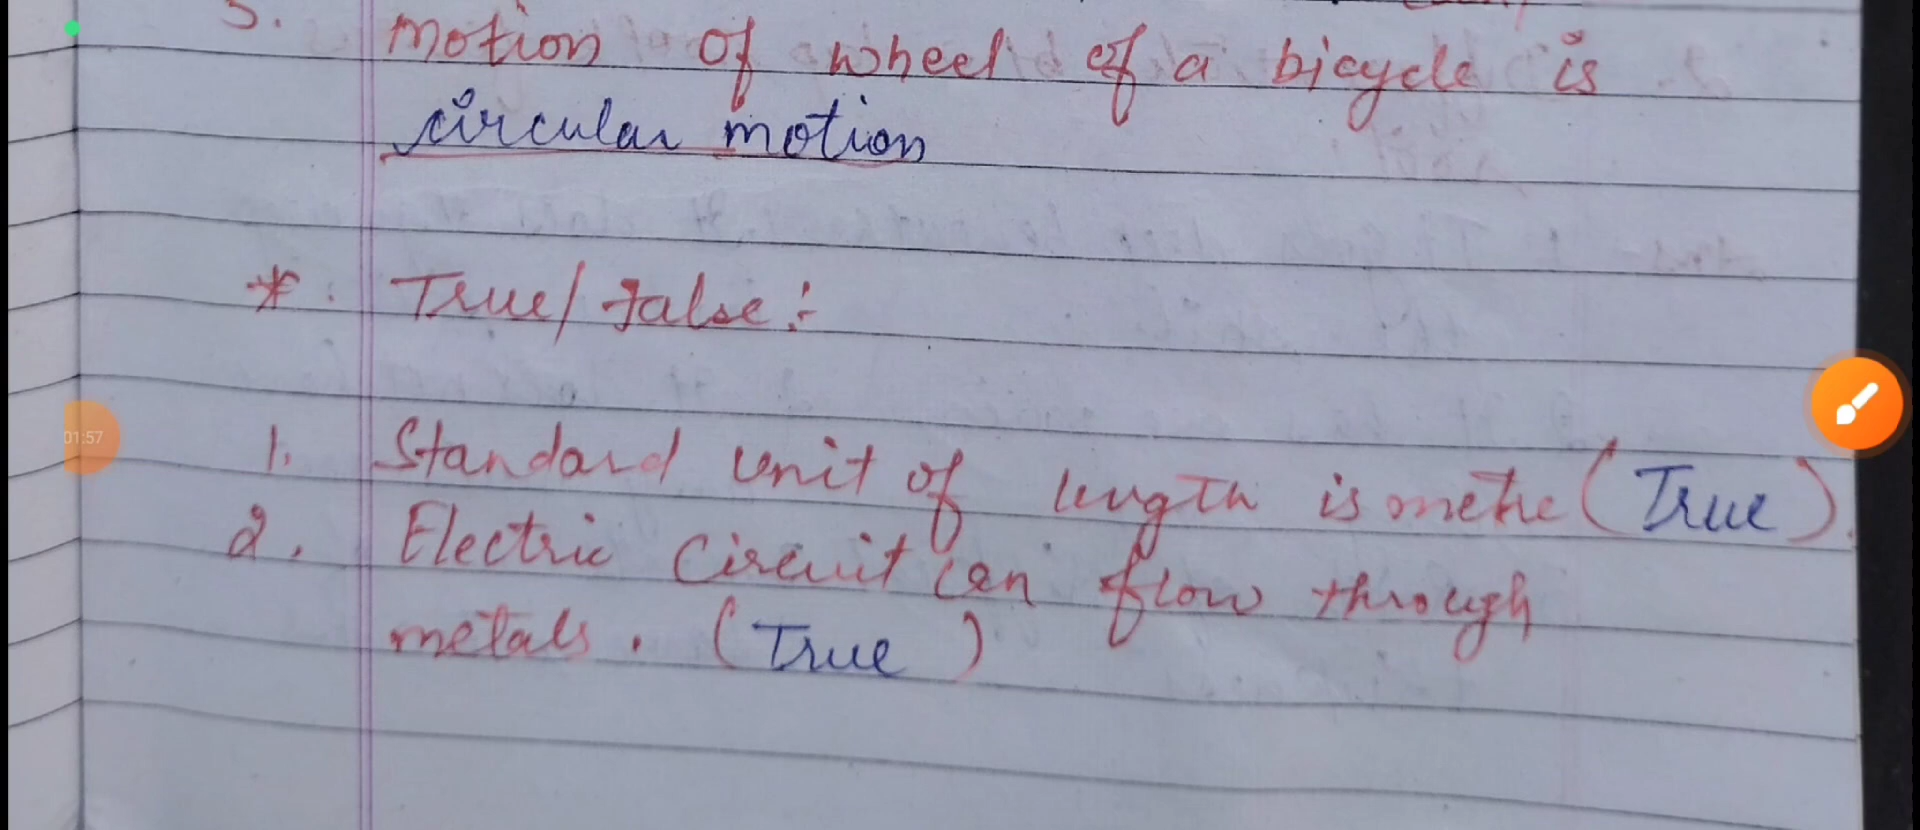 motion of wheel of a bicycle is
circular motion
* : True/False :-
1. Standard unit of length is metre (True).
2. Electric Circuit can flow through
metals. (True)
01:57